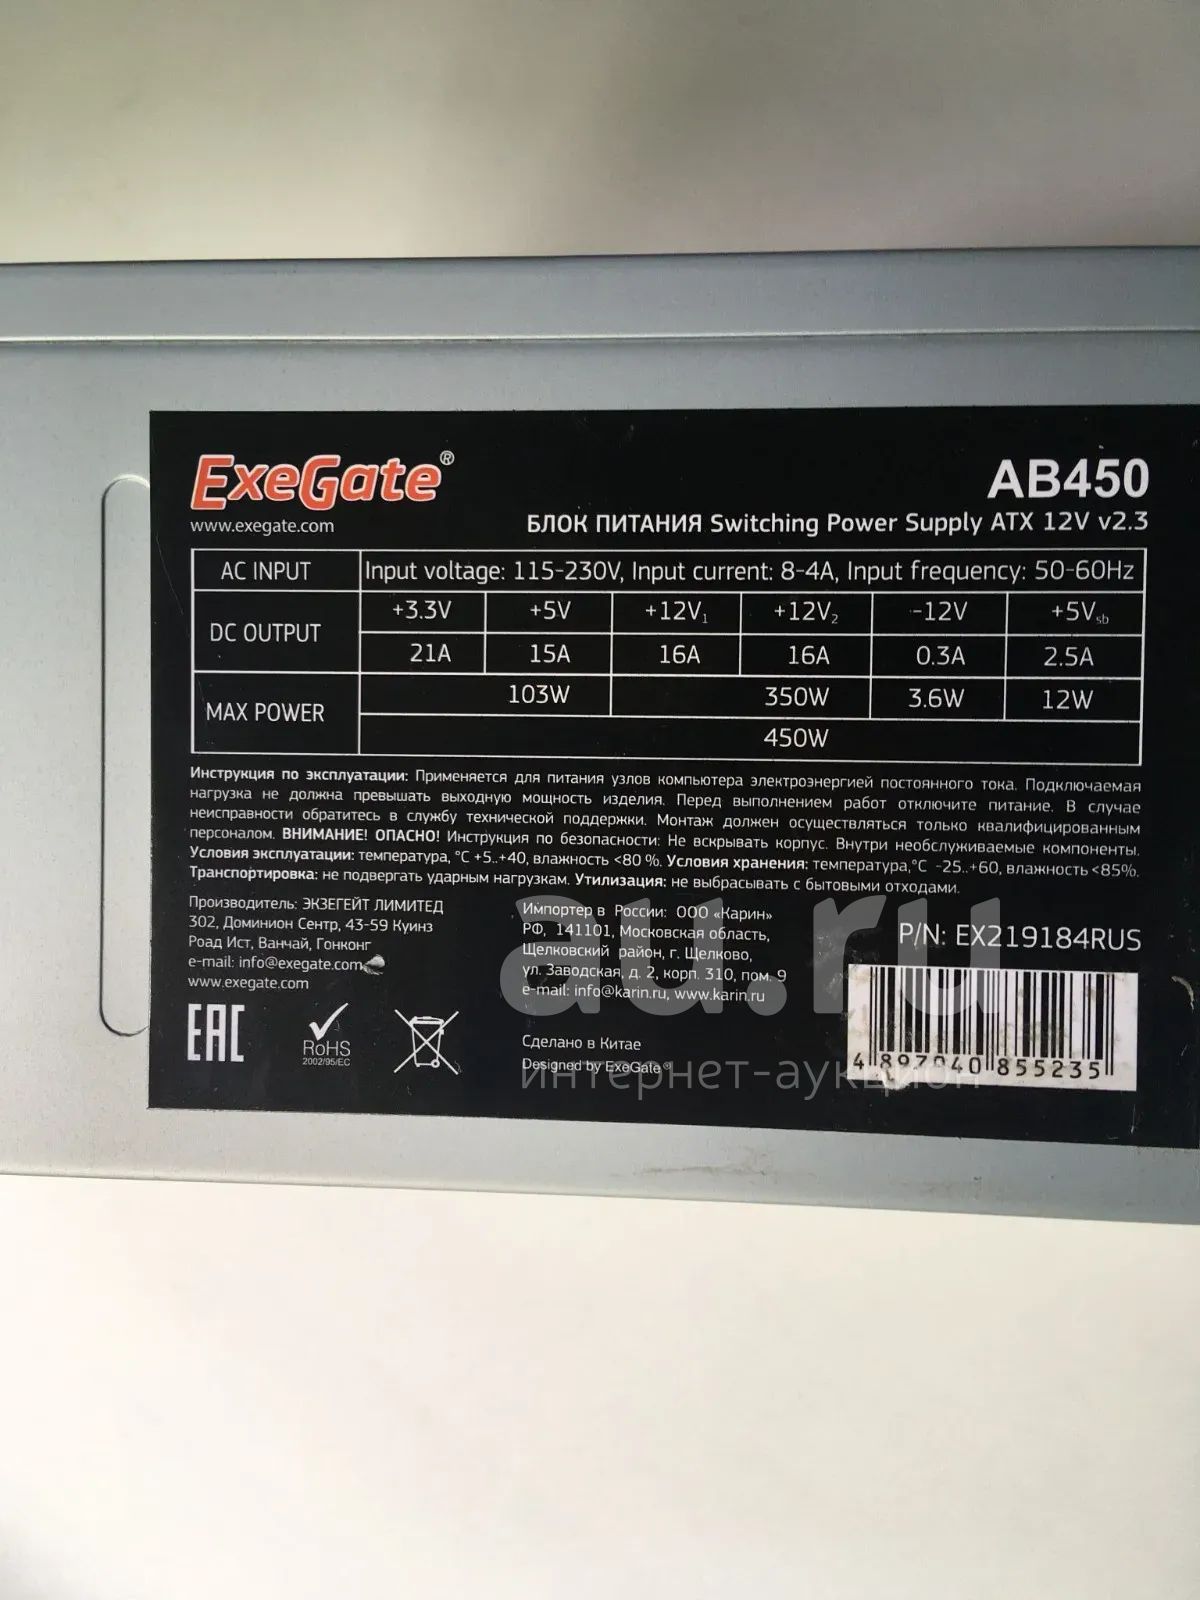 ExeGate®
www.exegate.com
AB450
БЛОК ПИТАНИЯ Switching Power Supply ATX 12V v2.3
AC INPUT Input voltage: 115-230V, Input current: 8-4A, Input frequency: 50-60Hz
DC OUTPUT +3.3V +5V +12V₁ +12V₂ -12V +5Vsb
21A 15A 16A 16A 0.3A 2.5A
MAX POWER 103W 350W 3.6W 12W
450W
Инструкция по эксплуатации: Применяется для питания узлов компьютера электроэнергией постоянного тока. Подключаемая
нагрузка не должна превышать выходную мощность изделия. Перед выполнением работ отключите питание. В случае
неисправности обратитесь в службу технической поддержки. Монтаж должен осуществляться только квалифицированным
персоналом. ВНИМАНИЕ! ОПАСНО! Инструкция по безопасности: Не вскрывать корпус. Внутри необслуживаемые компоненты.
Условия эксплуатации: температура, °C +5..+40, влажность <80 %. Условия хранения: температура,°C -25..+60, влажность <85%.
Транспортировка: не подвергать ударным нагрузкам. Утилизация: не выбрасывать с бытовыми отходами.
Производитель: ЭКЗЕГЕЙТ ЛИМИТЕД
302, Доминион Сентр, 43-59 Куинз
Роад Ист, Ванчай, Гонконг
e-mail: info@exegate.com
www.exegate.com
Импортер в России: ООО «Карин»
РФ, 141101, Московская область,
Щелковский район, г. Щелково,
ул. Заводская, д. 2, корп. 310, пом. 9
e-mail: info@karin.ru, www.karin.ru
Сделано в Китае
Designed by ExeGate®
P/N: EX219184RUS
4 897040 855235
EAC
RoHS
2002/95/EC
au.ru
интернет-аукцион